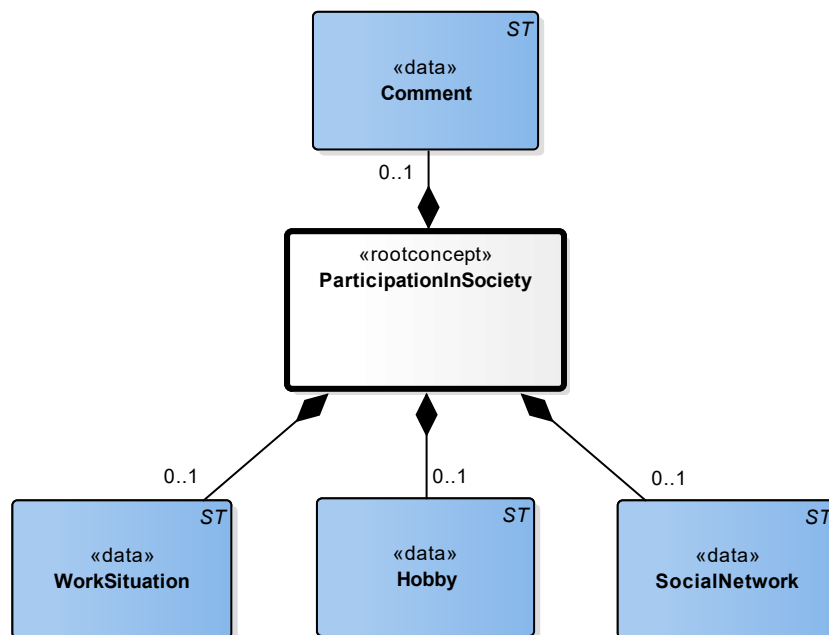 ST
«data»
Comment
0..1
«rootconcept»
ParticipationInSociety
0..1
0..1
0..1
ST
«data»
WorkSituation
ST
«data»
Hobby
ST
«data»
SocialNetwork